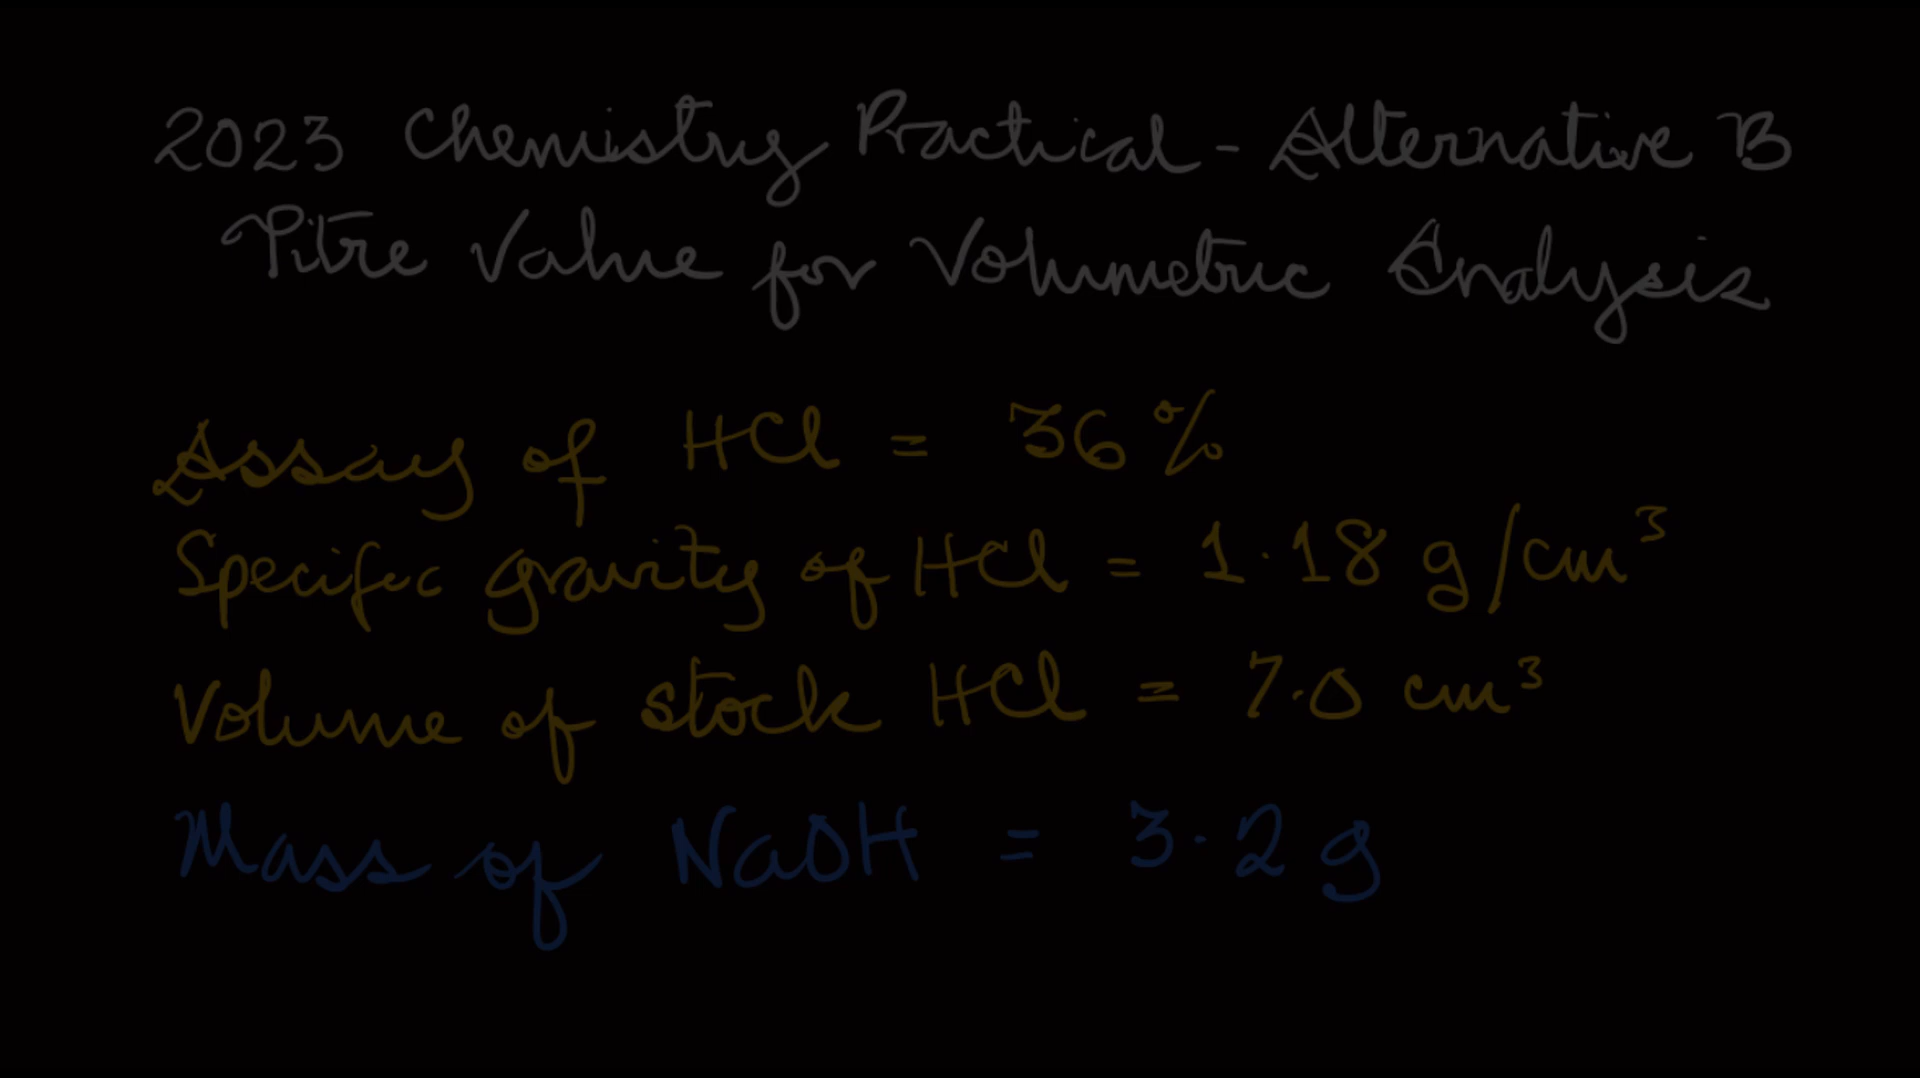 2023 Chemistry Practical - Alternative B
Titre Value for Volumetric Analysis
Assay of HCl = 36%
Specific gravity of HCl = 1.18 g/cm³
Volume of stock HCl = 7.0 cm³
Mass of NaOH = 3.2 g